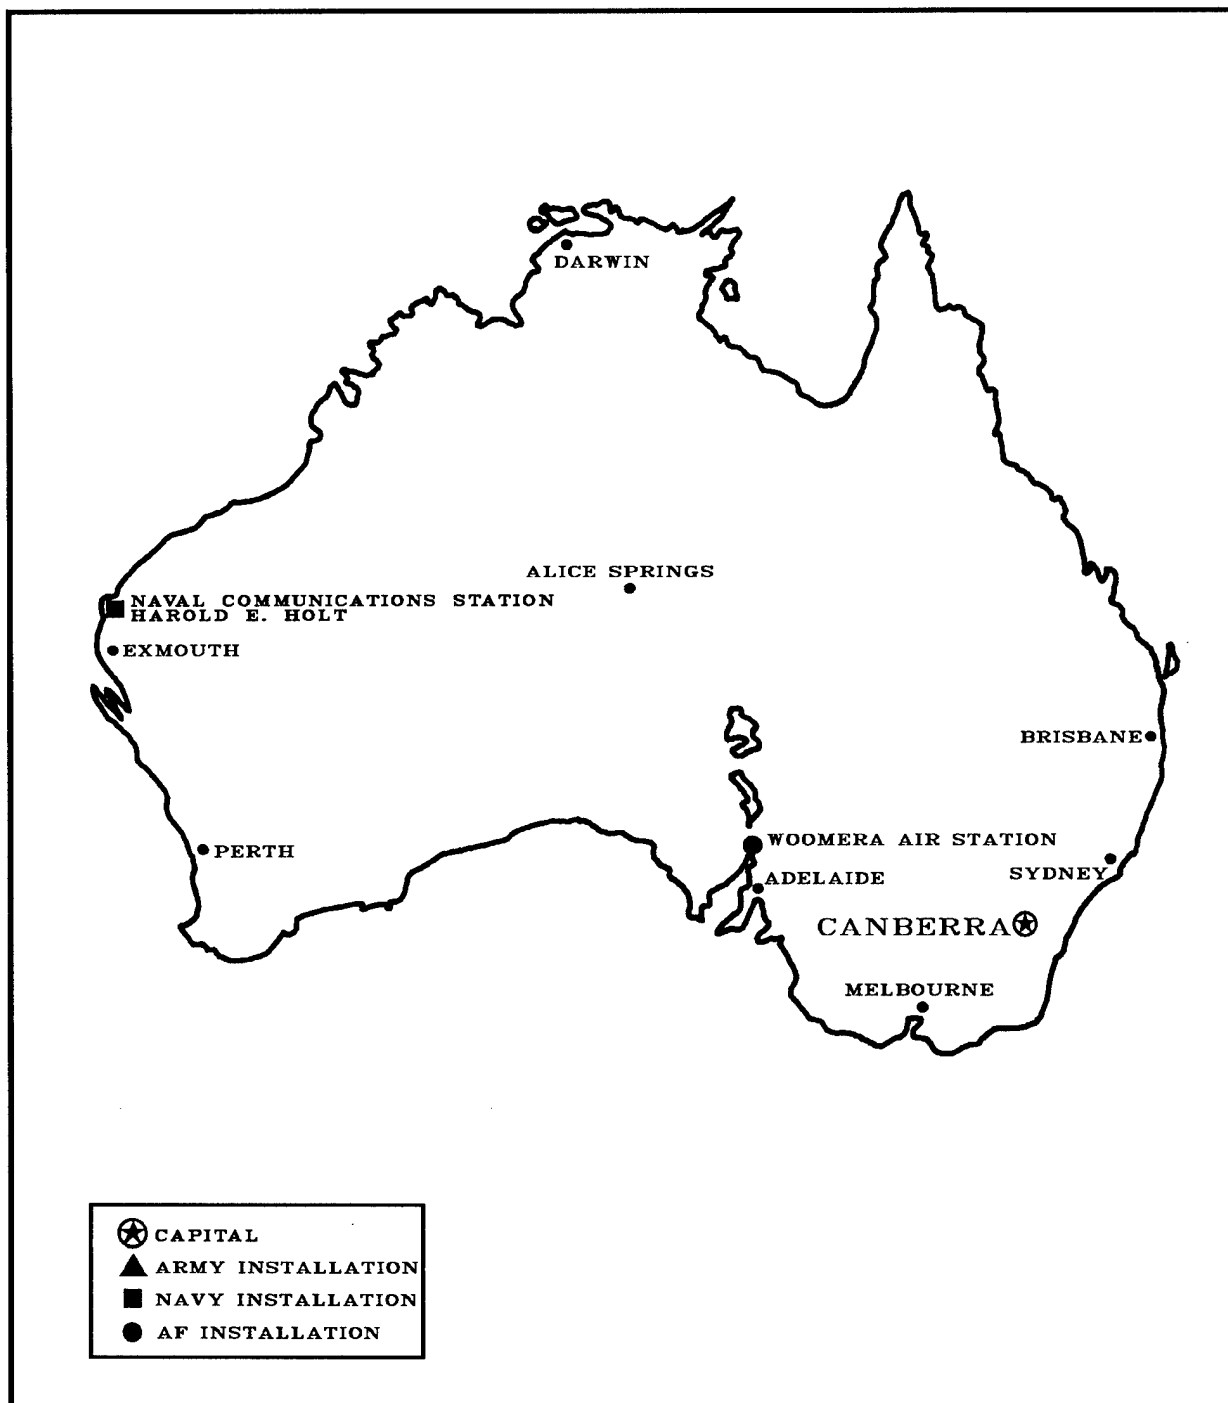 DARWIN
ALICE SPRINGS
NAVAL COMMUNICATIONS STATION
HAROLD E. HOLT
EXMOUTH
BRISBANE
WOOMERA AIR STATION
PERTH
SYDNEY
ADELAIDE
CANBERRA
MELBOURNE
CAPITAL
ARMY INSTALLATION
NAVY INSTALLATION
AF INSTALLATION